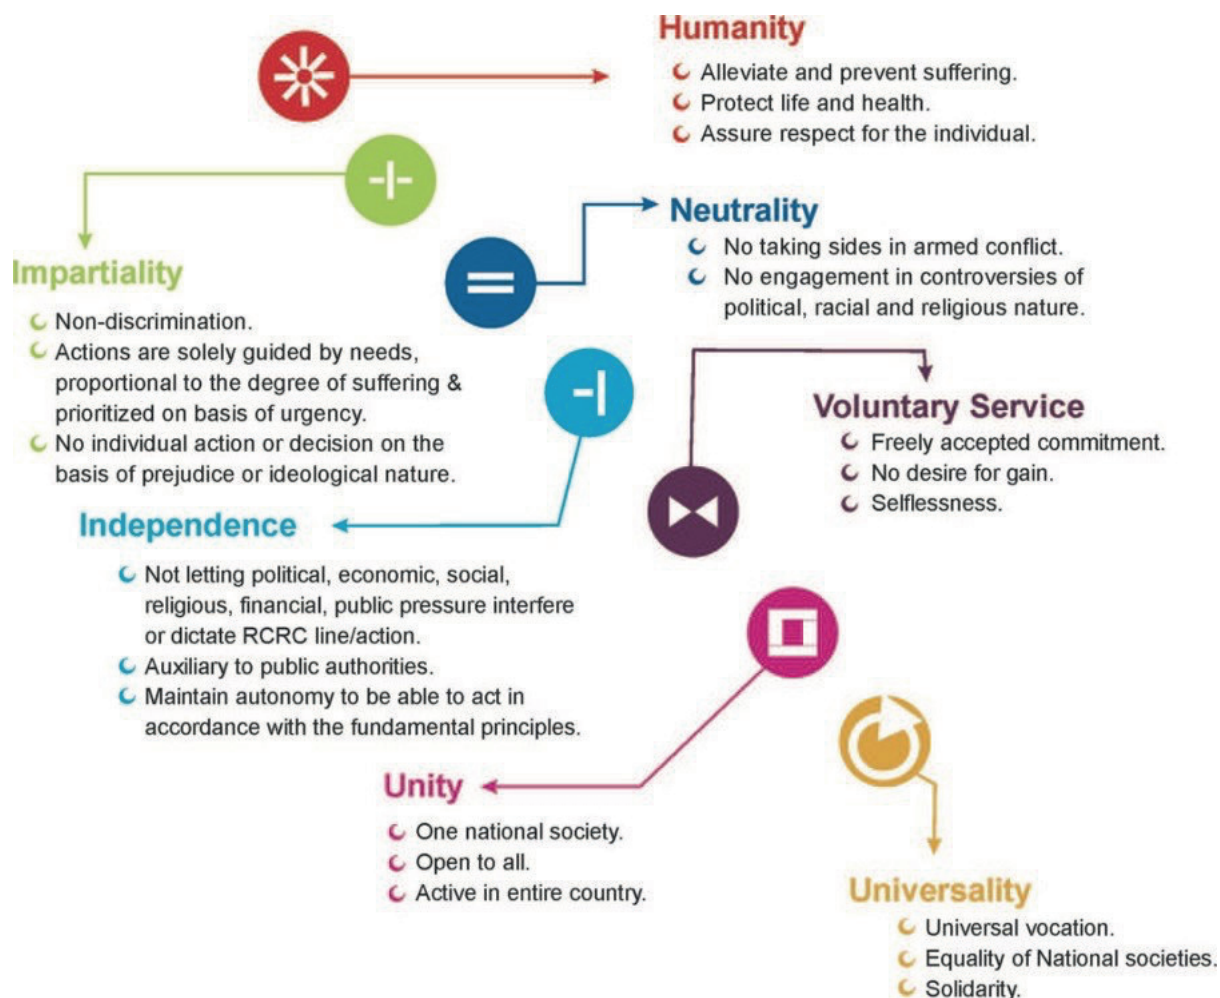 Humanity
Alleviate and prevent suffering.
Protect life and health.
Assure respect for the individual.
Impartiality
Non-discrimination.
Actions are solely guided by needs,
proportional to the degree of suffering &
prioritized on basis of urgency.
No individual action or decision on the
basis of prejudice or ideological nature.
Neutrality
No taking sides in armed conflict.
No engagement in controversies of
political, racial and religious nature.
Voluntary Service
Freely accepted commitment.
No desire for gain.
Selflessness.
Independence
Not letting political, economic, social,
religious, financial, public pressure interfere
or dictate RCRC line/action.
Auxiliary to public authorities.
Maintain autonomy to be able to act in
accordance with the fundamental principles.
Unity
One national society.
Open to all.
Active in entire country.
Universality
Universal vocation.
Equality of National societies.
Solidarity.